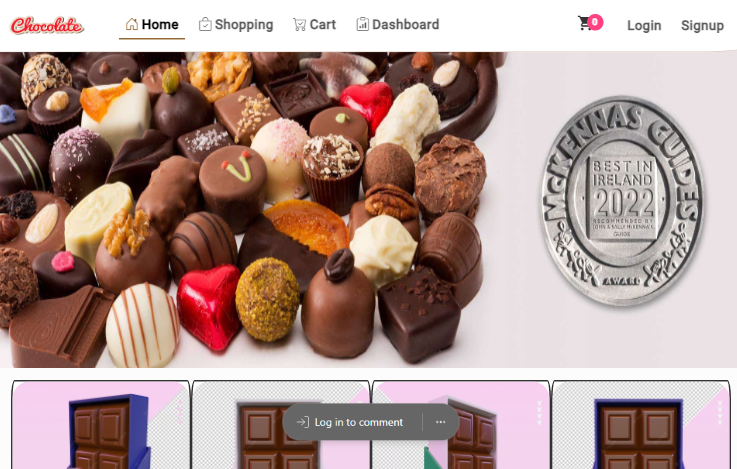 Chocolate
Home
Shopping
Cart
Dashboard
0
Login
Signup
McKENNAS GUIDES
BEST IN
IRELAND
2022
RECOMMENDED BY
JOHN & SALLY McKENNA'S
GUIDE
AWARD
Log in to comment